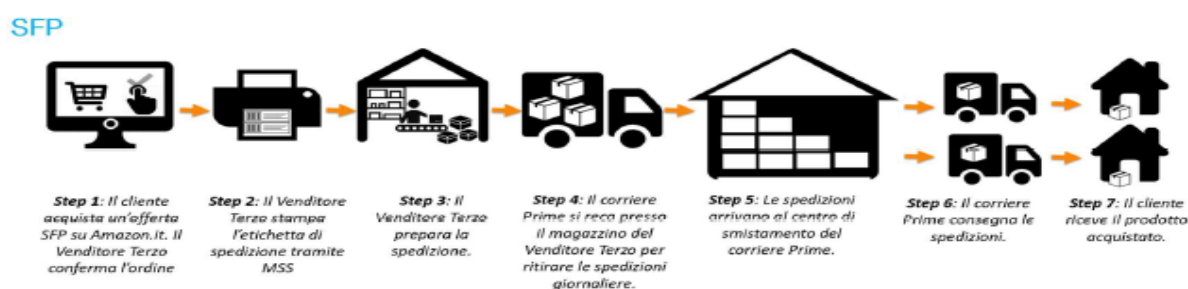 SFP
Step 1: Il cliente
acquista un'offerta
SFP su Amazon.it. Il
Venditore Terzo
conferma l'ordine
Step 2: Il Venditore
Terzo stampa
l'etichetta di
spedizione tramite
MSS
Step 3: Il
Venditore Terzo
prepara la
spedizione.
Step 4: Il corriere
Prime si reca presso
il magazzino del
Venditore Terzo per
ritirare le spedizioni
giornaliere.
Step 5: Le spedizioni
arrivano al centro di
smistamento del
corriere Prime.
Step 6: Il corriere
Prime consegna le
spedizioni.
Step 7: Il cliente
riceve il prodotto
acquistato.